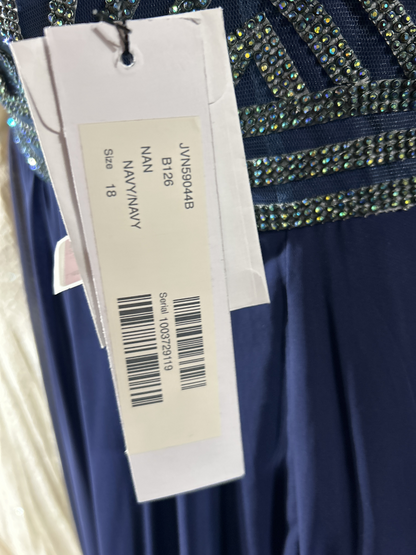 JVN59044B
B126
NAN
NAVY/NAVY
Size 18
Serial 1003729119